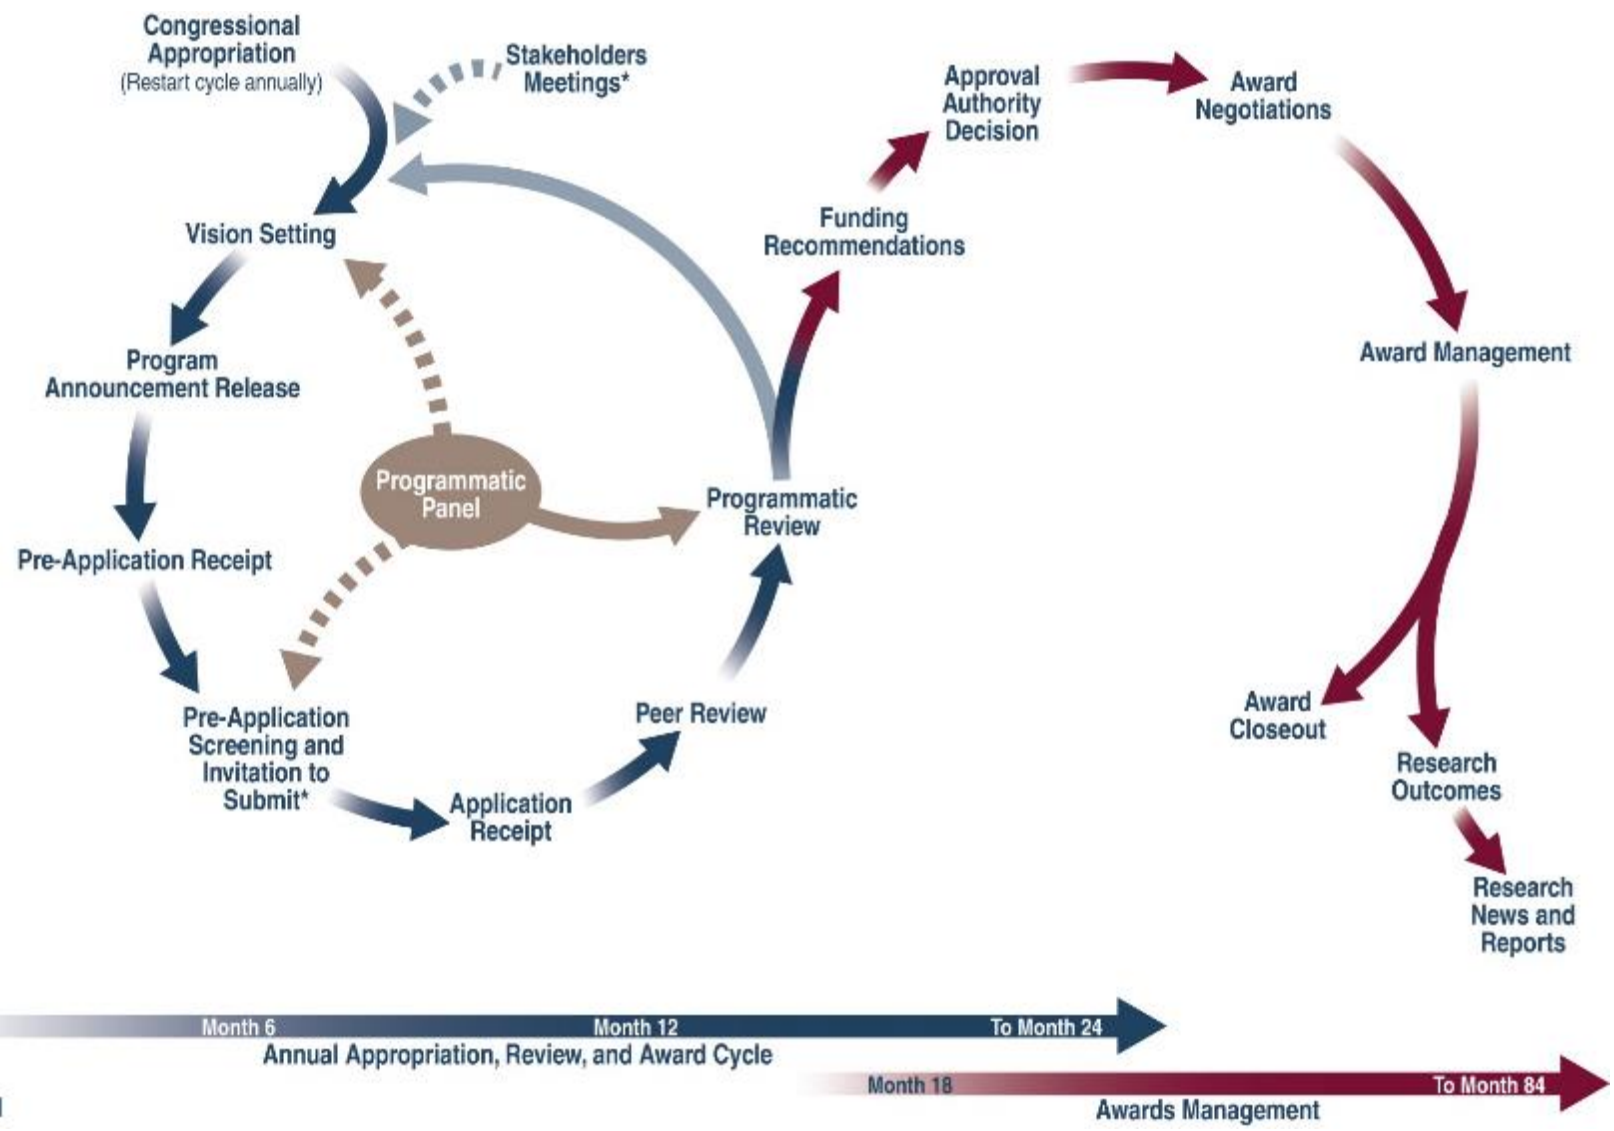 Congressional
Appropriation
(Restart cycle annually)
Stakeholders
Meetings*
Vision Setting
Program
Announcement Release
Pre-Application Receipt
Pre-Application
Screening and
Invitation to
Submit*
Application
Receipt
Peer Review
Programmatic
Review
Programmatic
Panel
Funding
Recommendations
Approval
Authority
Decision
Award
Negotiations
Award Management
Award
Closeout
Research
Outcomes
Research
News and
Reports
Month 6
Month 12
To Month 24
Annual Appropriation, Review, and Award Cycle
Month 18
To Month 84
Awards Management